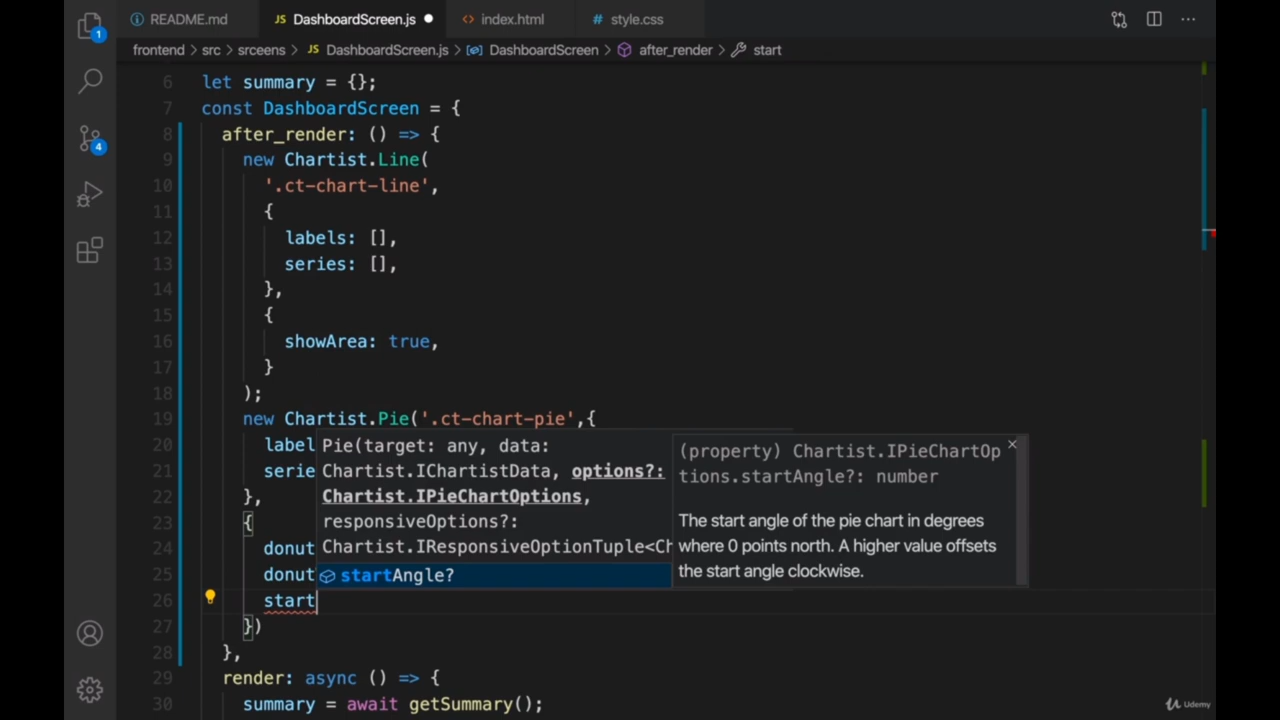 README.md
DashboardScreen.js
index.html
style.css
frontend > src > srceens > JS DashboardScreen.js > DashboardScreen > after_render > start
6 let summary = {};
7 const DashboardScreen = {
8 after_render: () => {
9 new Chartist.Line(
10 '.ct-chart-line',
11 {
12 labels: [],
13 series: [],
14 },
15 {
16 showArea: true,
17 }
18 );
19 new Chartist.Pie('.ct-chart-pie',{
20 label
21 serie
22 },
23 {
24 donut
25 donut
26 start
27 })
28 },
29 render: async () => {
30 summary = await getSummary();
Pie(target: any, data:
Chartist.IChartistData, options?:
Chartist.IPieChartOptions,
responsiveOptions?:
Chartist.IResponsiveOptionTuple<Ch
startAngle?
(property) Chartist.IPieChartOp
tions.startAngle?: number
The start angle of the pie chart in degrees
where 0 points north. A higher value offsets
the start angle clockwise.
1
4
Udemy